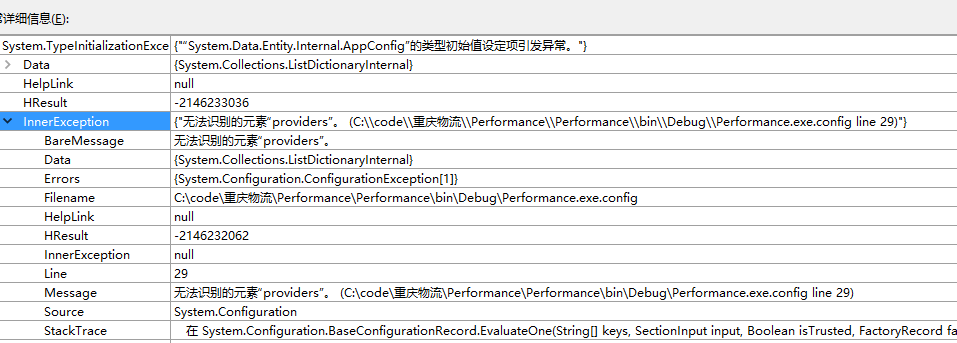 常详细信息(E):
System.TypeInitializationExce {"“System.Data.Entity.Internal.AppConfig”的类型初始值设定项引发异常。"}
Data {System.Collections.ListDictionaryInternal}
HelpLink null
HResult -2146233036
InnerException {"无法识别的元素“providers”。 (C:\\code\\重庆物流\\Performance\\Performance\\bin\\Debug\\Performance.exe.config line 29)"}
BareMessage 无法识别的元素“providers”。
Data {System.Collections.ListDictionaryInternal}
Errors {System.Configuration.ConfigurationException[1]}
Filename C:\code\重庆物流\Performance\Performance\bin\Debug\Performance.exe.config
HelpLink null
HResult -2146232062
InnerException null
Line 29
Message 无法识别的元素“providers”。 (C:\code\重庆物流\Performance\Performance\bin\Debug\Performance.exe.config line 29)
Source System.Configuration
StackTrace 在 System.Configuration.BaseConfigurationRecord.EvaluateOne(String[] keys, SectionInput input, Boolean isTrusted, FactoryRecord fa